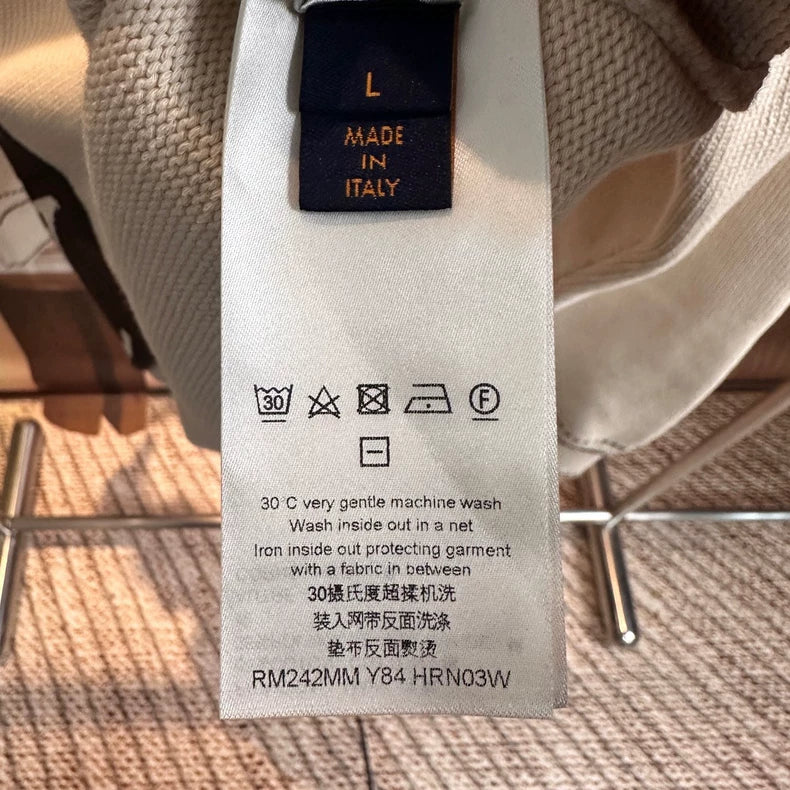 L
MADE
IN
ITALY
30
F
30°C very gentle machine wash
Wash inside out in a net
Iron inside out protecting garment
with a fabric in between
30摄氏度超揉机洗
装入网带反面洗涤
垫布反面熨烫
RM242MM Y84 HRN03W